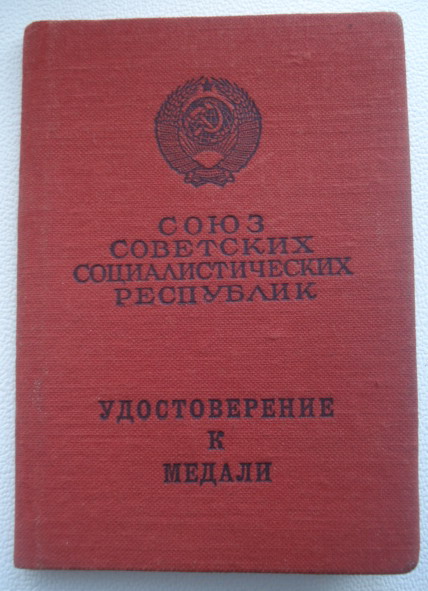 СОЮЗ
СОВЕТСКИХ
СОЦИАЛИСТИЧЕСКИХ
РЕСПУБЛИК
УДОСТОВЕРЕНИЕ
К
МЕДАЛИ